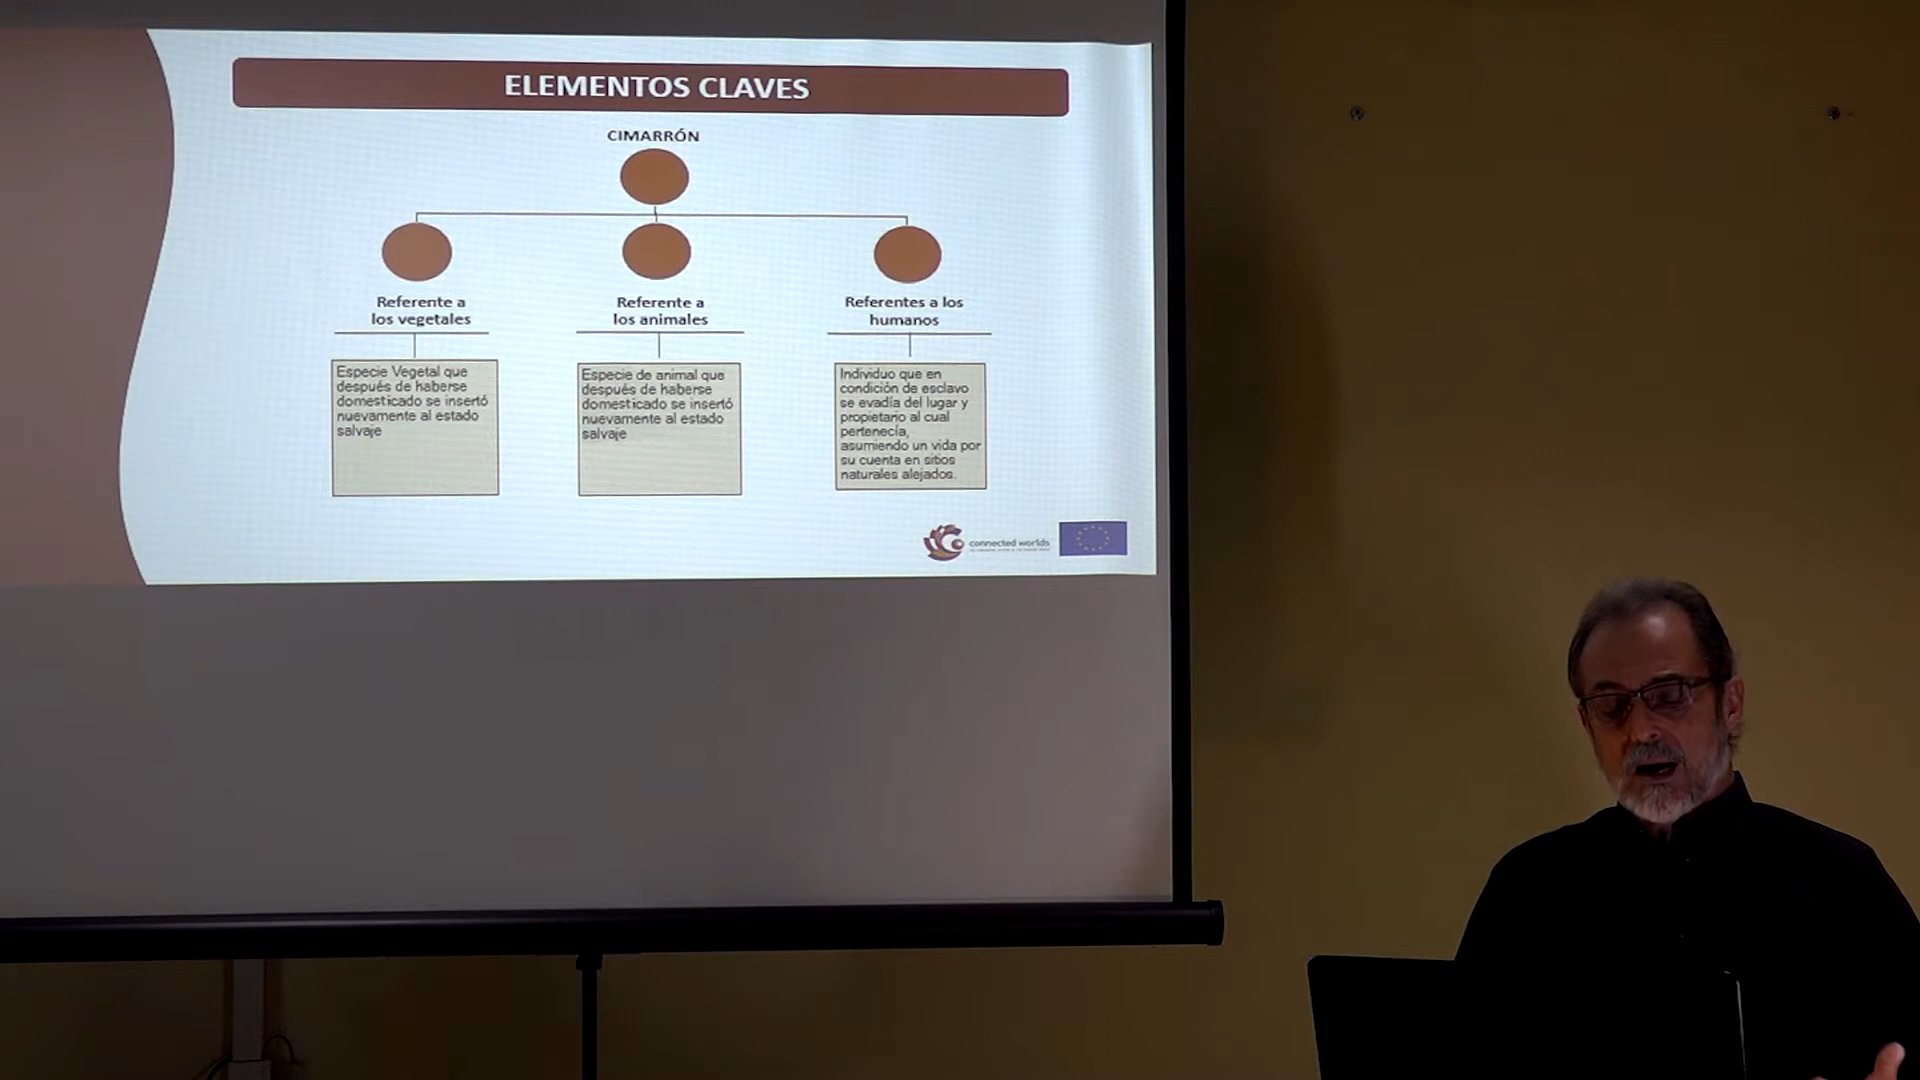 ELEMENTOS CLAVES
CIMARRÓN
Referente a
los vegetales
Referente a
los animales
Referentes a los
humanos
Especie Vegetal que
después de haberse
domesticado se insertó
nuevamente al estado
salvaje
Especie de animal que
después de haberse
domesticado se insertó
nuevamente al estado
salvaje
Individuo que en
condición de esclavo
se evadía del lugar y
propietario al cual
pertenecía,
asumiendo un vida por
su cuenta en sitios
naturales alejados.
connected worlds